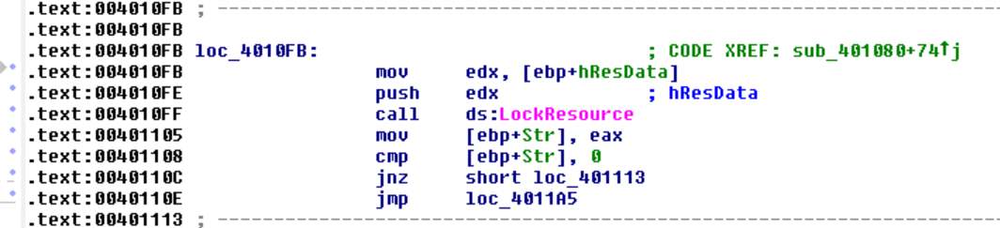 .text:004010FB ; ---------------------------------------------------------------------------
.text:004010FB
.text:004010FB loc_4010FB: ; CODE XREF: sub_401080+74↑j
.text:004010FB mov edx, [ebp+hResData]
.text:004010FE push edx ; hResData
.text:004010FF call ds:LockResource
.text:00401105 mov [ebp+Str], eax
.text:00401108 cmp [ebp+Str], 0
.text:0040110C jnz short loc_401113
.text:0040110E jmp loc_4011A5
.text:00401113 ; ---------------------------------------------------------------------------